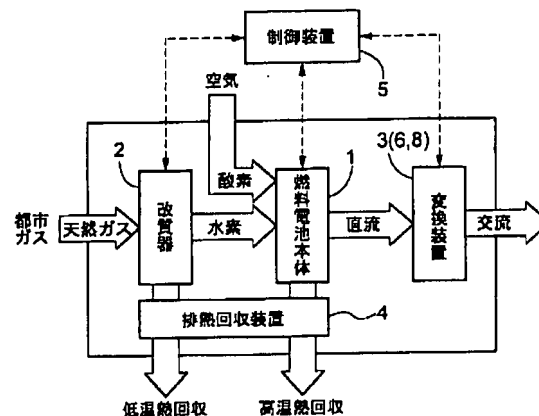 制御装置
5
空気
2
酸素
1
3(6,8)
都市
ガス
天然ガス
改質器
水素
燃料電池本体
直流
変換装置
交流
排熱回収装置
4
低温熱回収
高温熱回収